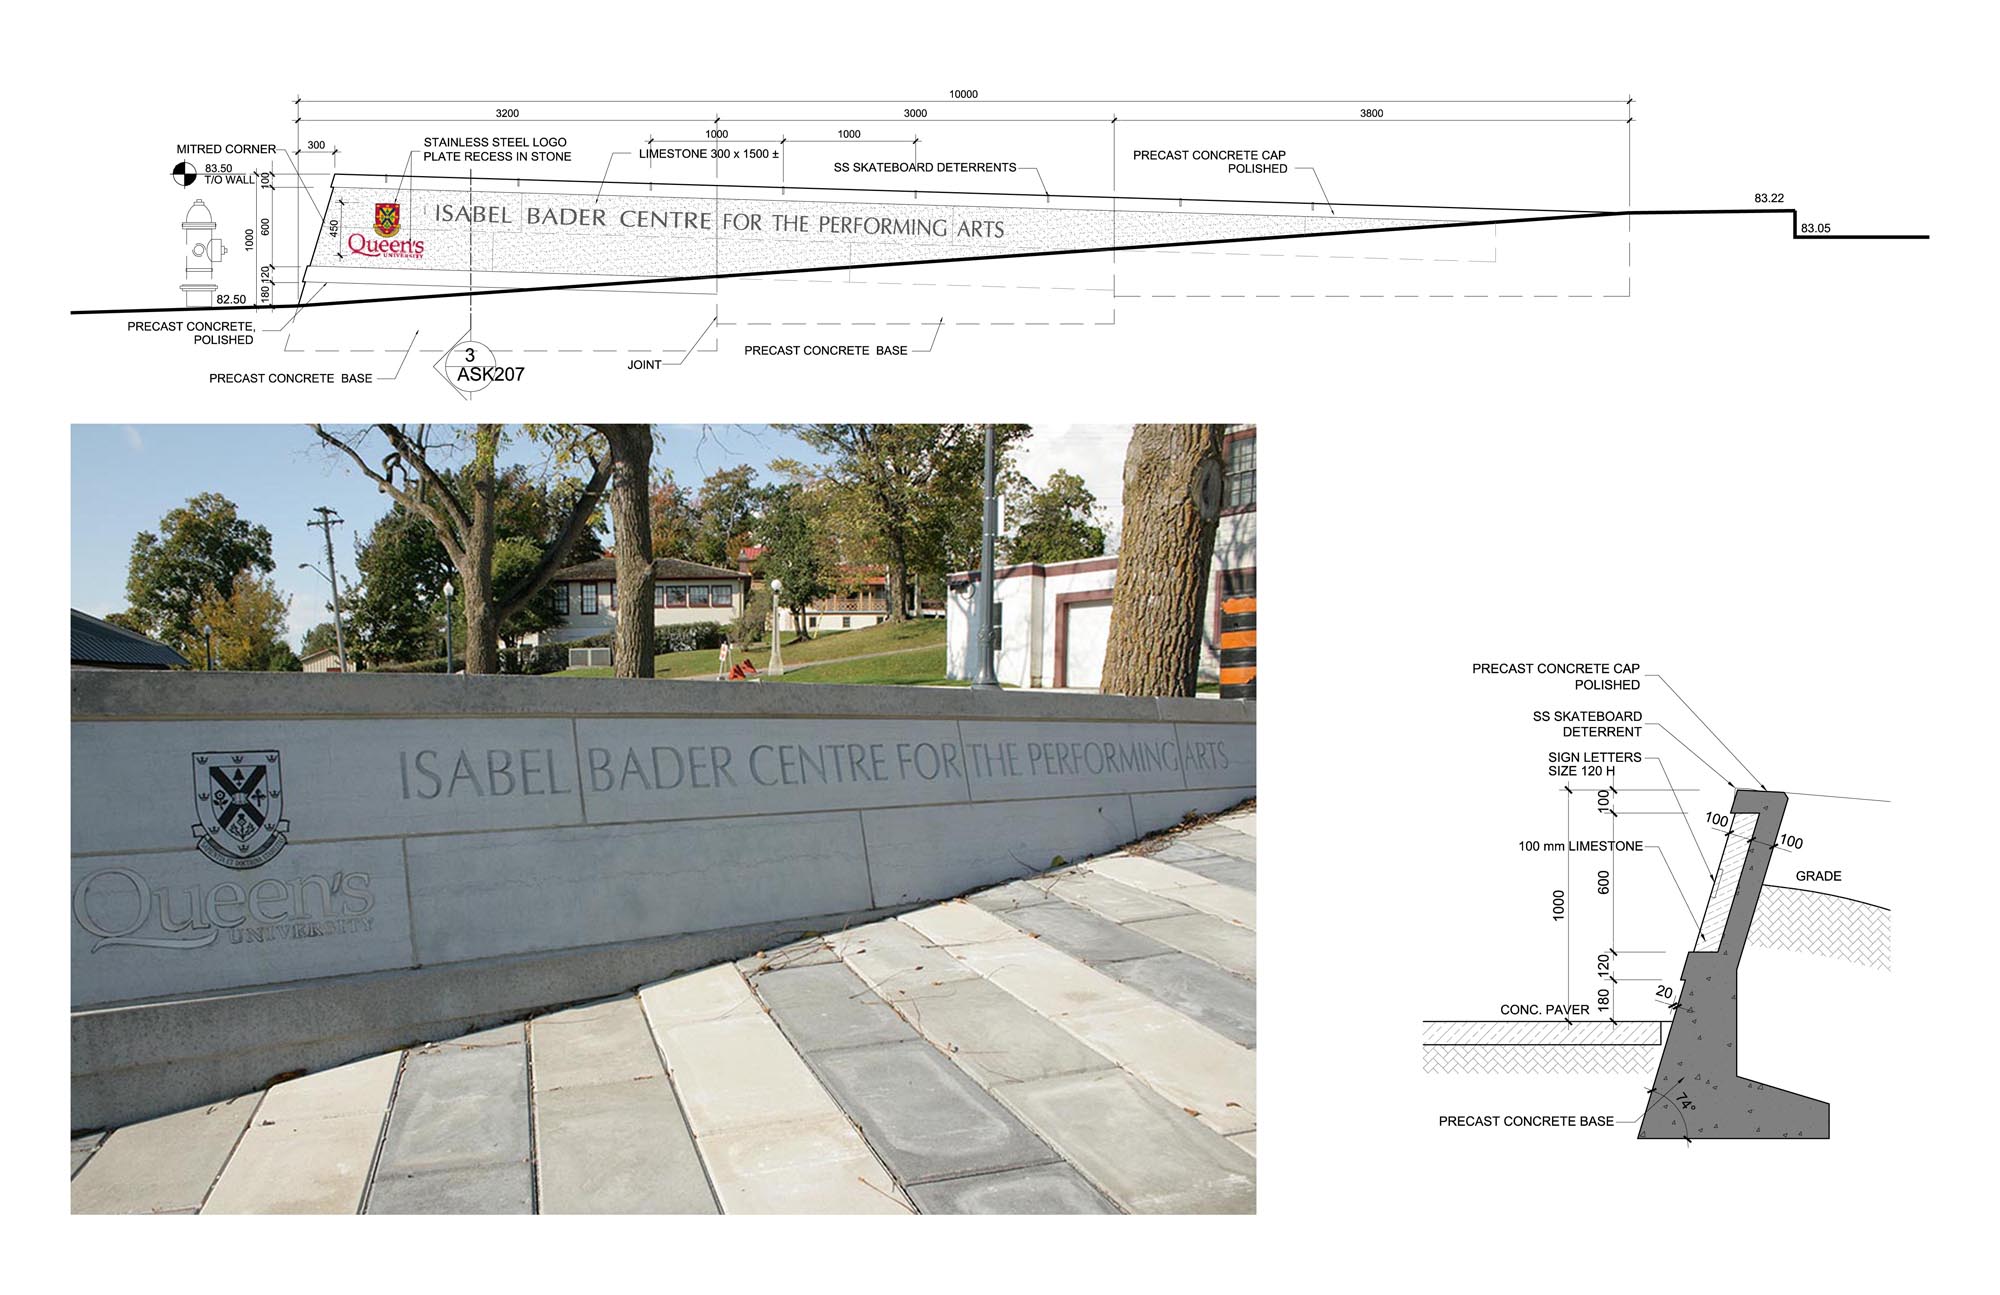 10000
3200
3000
3800
1000
1000
300
MITRED CORNER
STAINLESS STEEL LOGO
PLATE RECESS IN STONE
LIMESTONE 300 x 1500 ±
SS SKATEBOARD DETERRENTS
PRECAST CONCRETE CAP
POLISHED
83.50
T/O WALL
100
600
1000
450
120
180
82.50
Queen's
UNIVERSITY
ISABEL BADER CENTRE FOR THE PERFORMING ARTS
83.22
83.05
PRECAST CONCRETE,
POLISHED
PRECAST CONCRETE BASE
3
ASK207
JOINT
PRECAST CONCRETE BASE
ISABEL BADER CENTRE FOR THE PERFORMING ARTS
Queen's
UNIVERSITY
PRECAST CONCRETE CAP
POLISHED
SS SKATEBOARD
DETERRENT
SIGN LETTERS
SIZE 120 H
100
100
100
100 mm LIMESTONE
600
1000
GRADE
120
20
180
CONC. PAVER
PRECAST CONCRETE BASE
74°